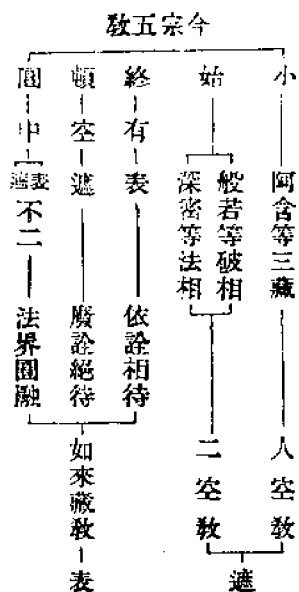 今宗五敎
小
阿含等三藏
人空敎
始
般若等破相
深密等法相
二空敎
遮
終
有
表
依詮相待
頓
空
遮
廢詮絕待
圓
中
表遮
不二
法界圓融
如來藏敎
表